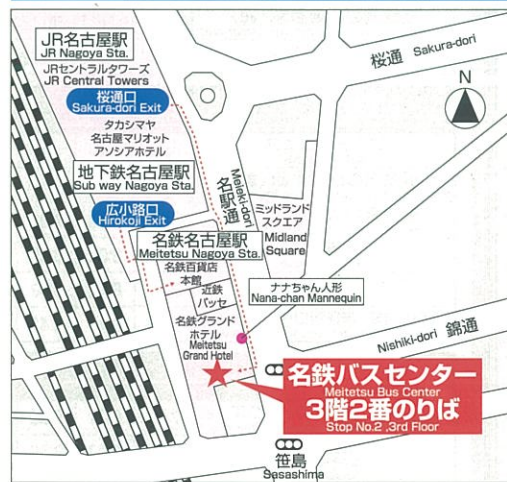 JR名古屋駅
JR Nagoya Sta.
JRセントラルタワーズ
JR Central Towers
桜通口
Sakura-dori Exit
タカシマヤ
名古屋マリオット
アソシアホテル
地下鉄名古屋駅
Sub way Nagoya Sta.
広小路口
Hirokoji Exit
桜通 Sakura-dori
N
Meieki-dori
名駅通
ミッドランド
スクエア
Midland
Square
名鉄名古屋駅
Meitetsu Nagoya Sta.
名鉄百貨店
本館
近鉄
パッセ
ナナちゃん人形
Nana-chan Mannequin
名鉄グランド
ホテル
Meitetsu
Grand Hotel
Nishiki-dori 錦通
名鉄バスセンター
Meitetsu Bus Center
3階2番のりば
Stop No.2 ,3rd Floor
笹島
Sasashima